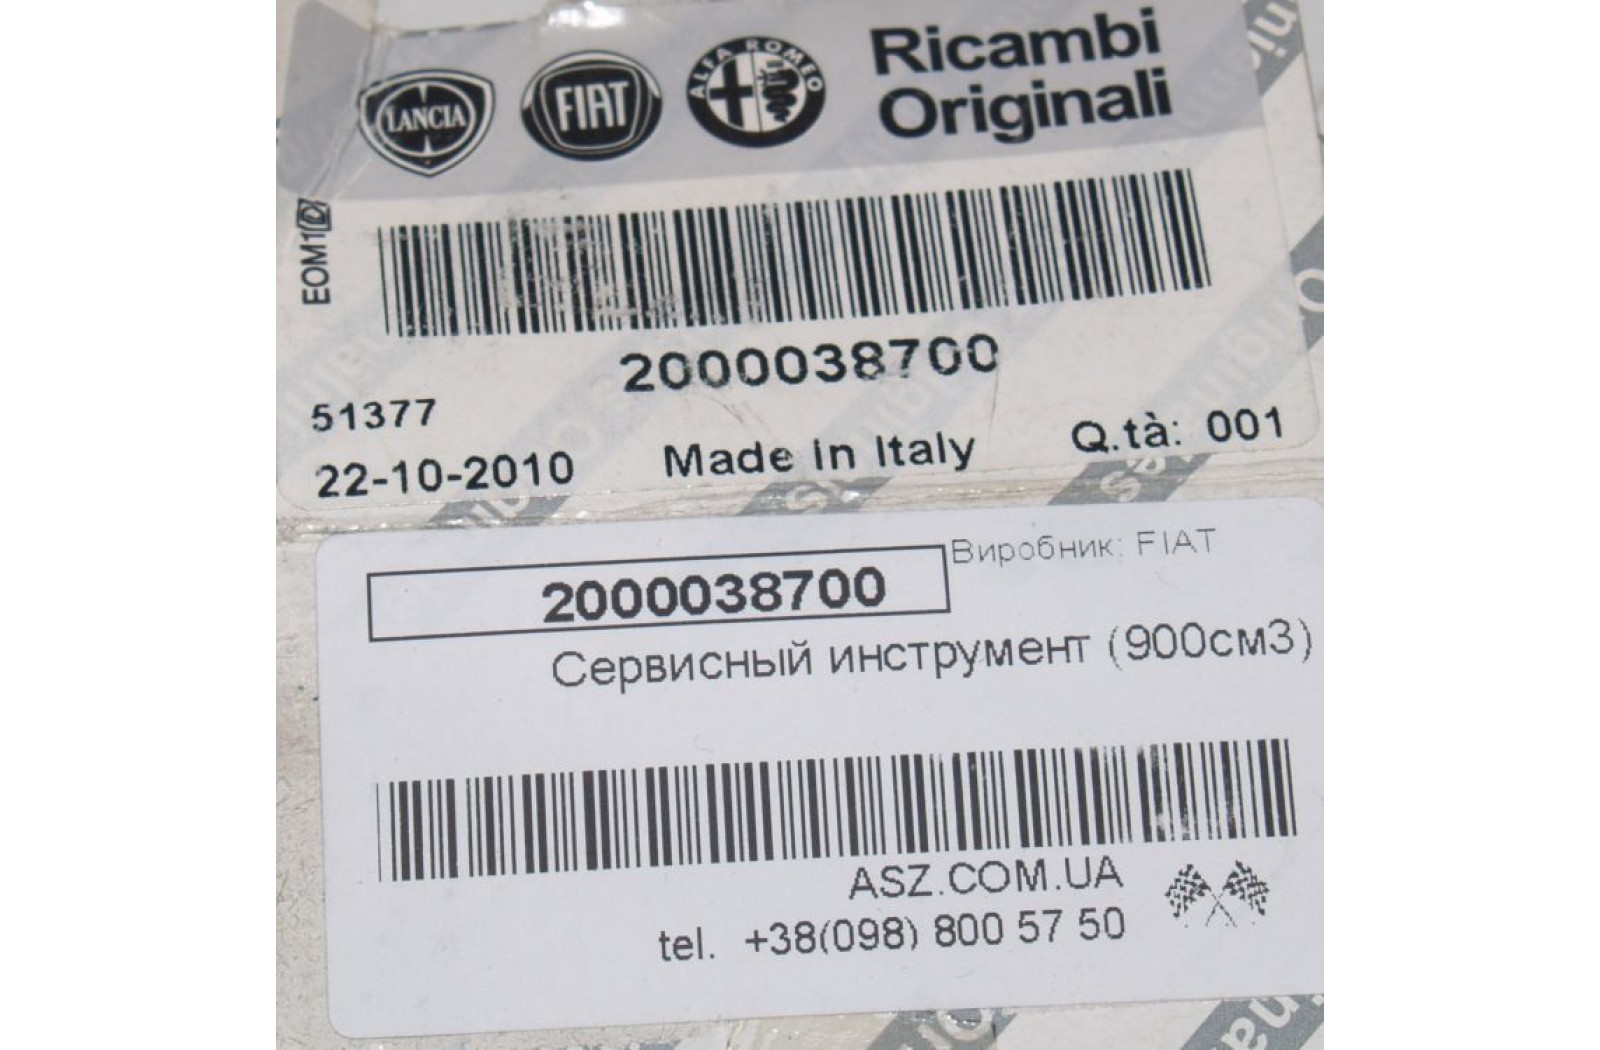 LANCIA FIAT ALFA ROMEO Ricambi
Originali
EOM1
2000038700
51377
22-10-2010 Made in Italy Q.tà: 001
2000038700 Виробник: FIAT
Сервисный инструмент (900см3)
ASZ.COM.UA
tel. +38(098) 800 57 50